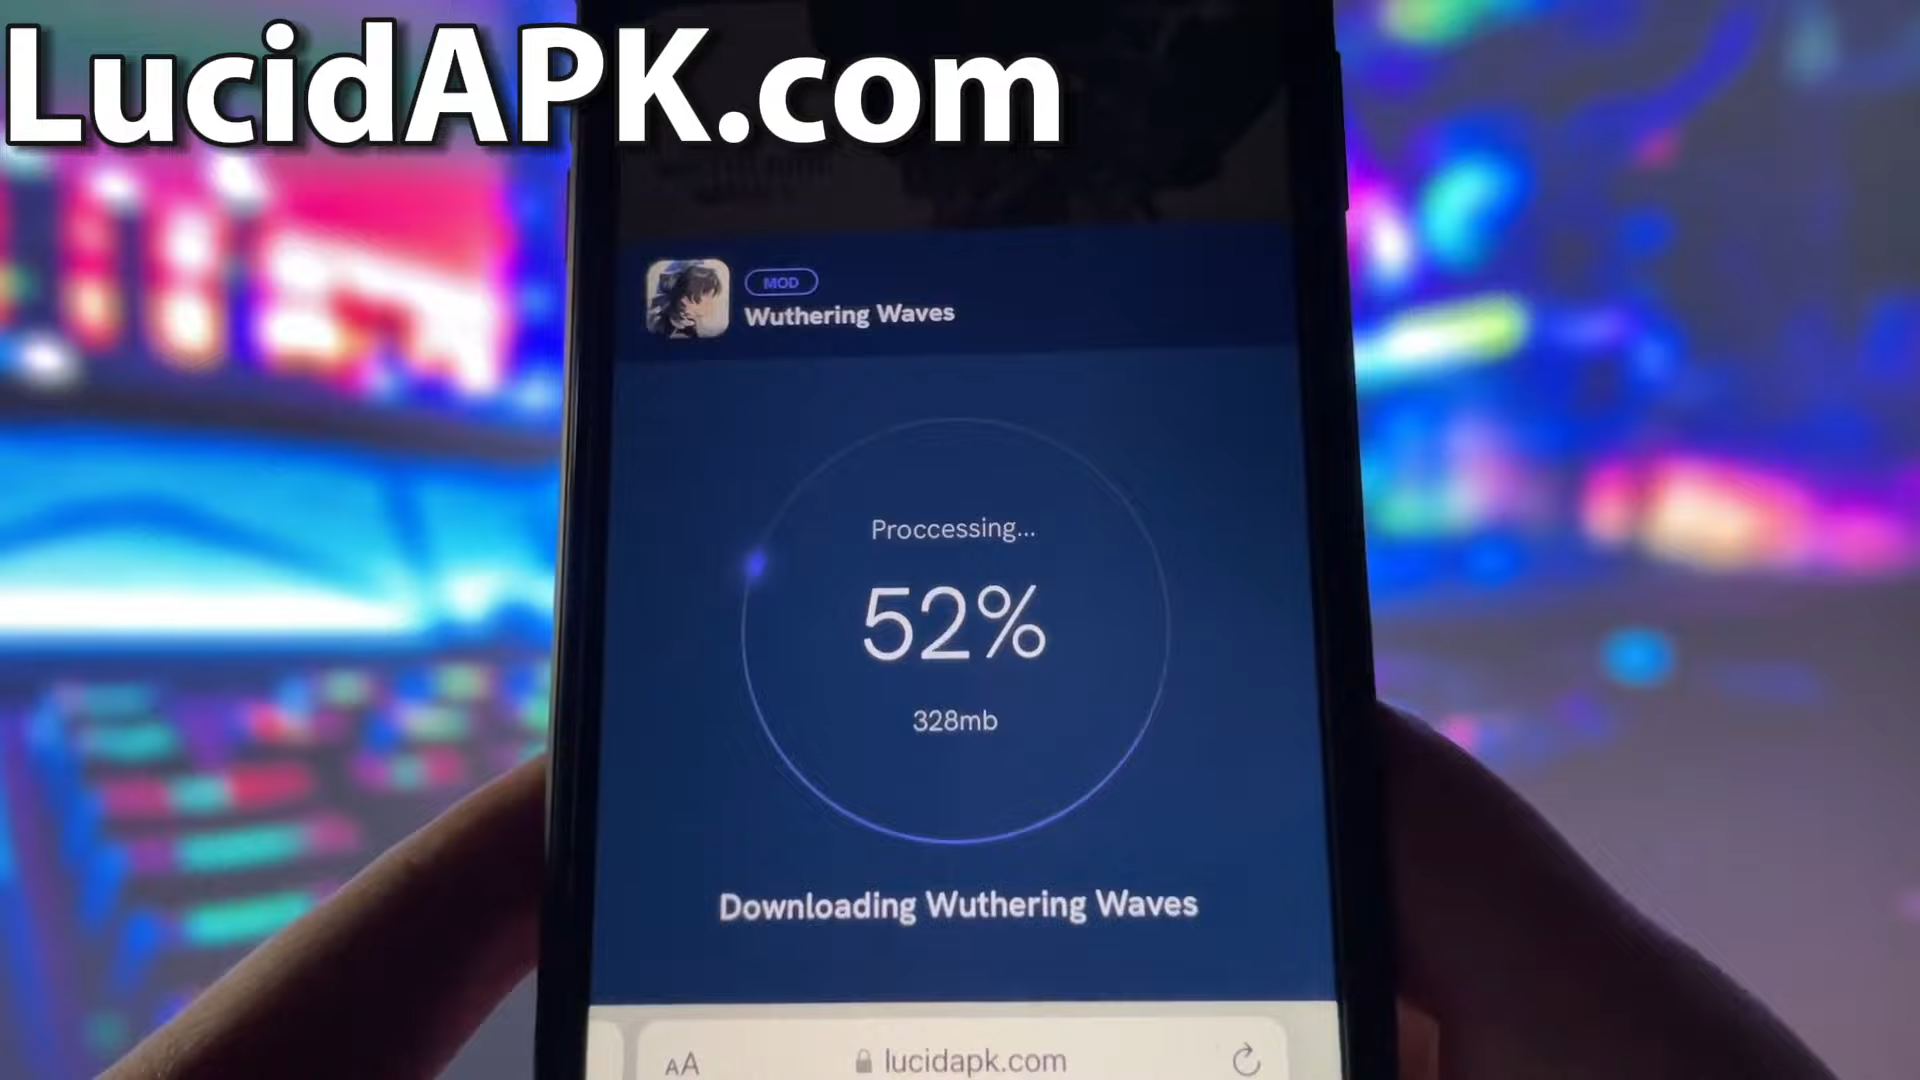 LucidAPK.com
MOD
Wuthering Waves
Proccessing...
52%
328mb
Downloading Wuthering Waves
AA
lucidapk.com